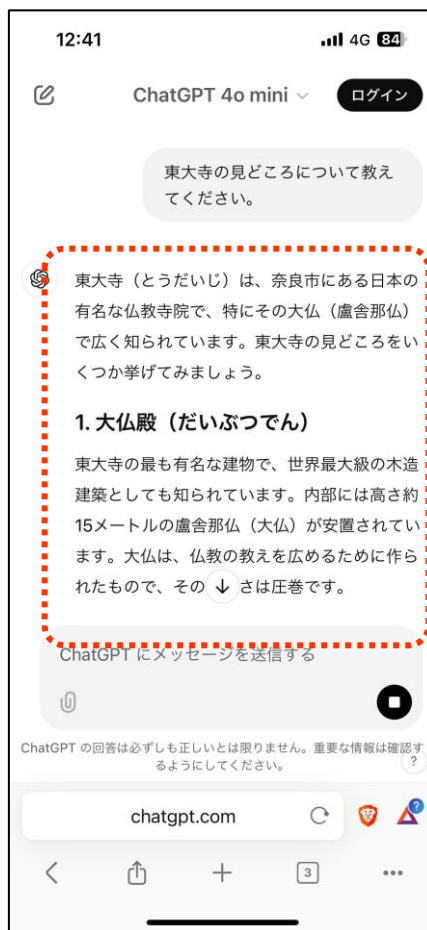 12:41
4G 84
ChatGPT 4o mini
ログイン
東大寺の見どころについて教え
てください。
東大寺（とうだいじ）は、奈良市にある日本の
有名な仏教寺院で、特にその大仏（盧舎那仏）
で広く知られています。東大寺の見どころをい
くつか挙げてみましょう。
1. 大仏殿（だいぶつでん）
東大寺の最も有名な建物で、世界最大級の木造
建築としても知られています。内部には高さ約
15メートルの盧舎那仏（大仏）が安置されてい
ます。大仏は、仏教の教えを広めるために作ら
れたもので、その さは圧巻です。
ChatGPT にメッセージを送信する
ChatGPT の回答は必ずしも正しいとは限りません。重要な情報は確認す
るようにしてください。
?
chatgpt.com
?
3